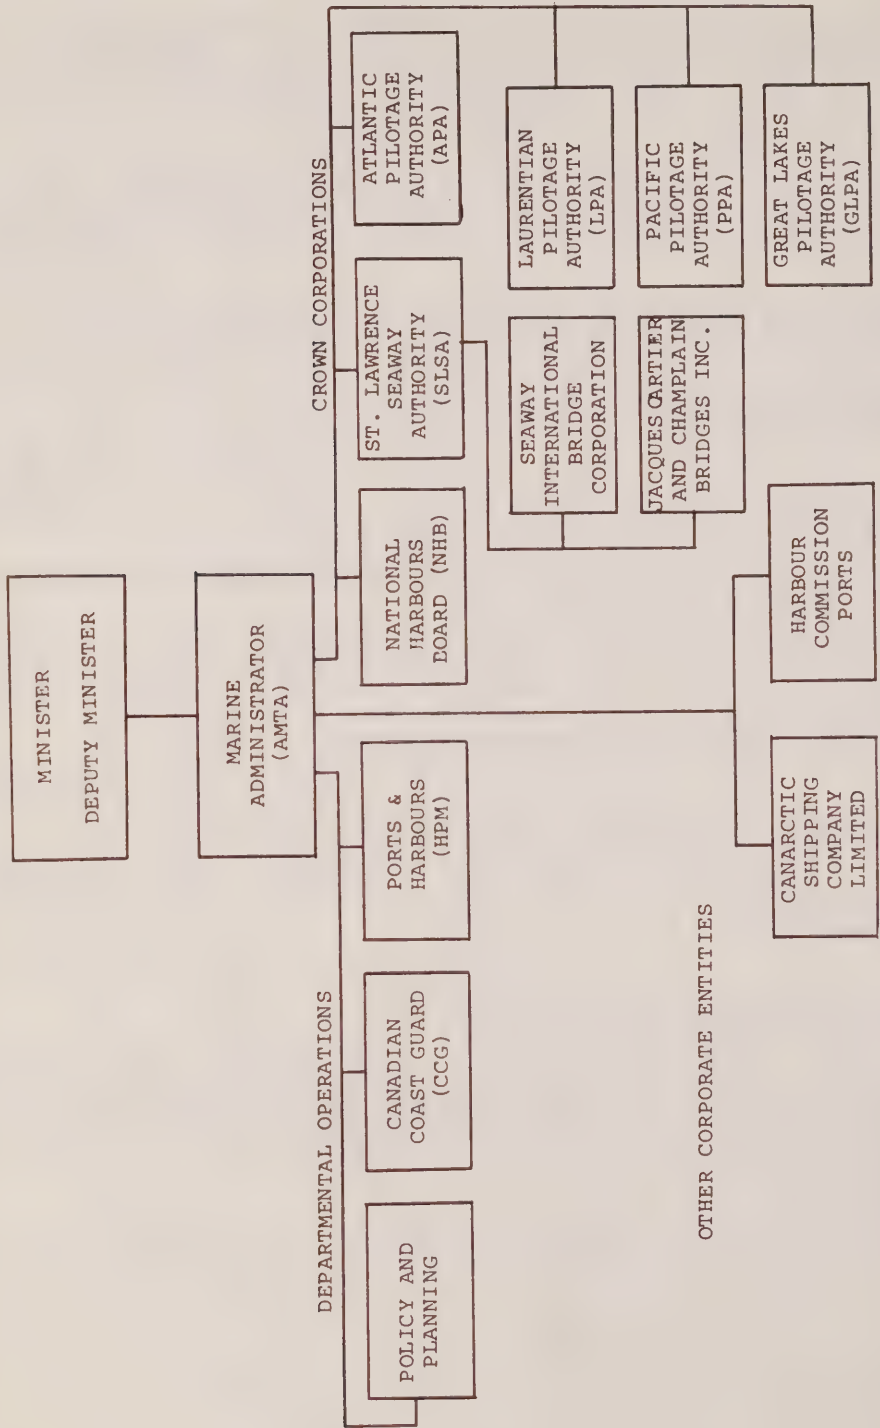 MINISTER
DEPUTY MINISTER
MARINE
ADMINISTRATOR
(AMTA)
DEPARTMENTAL OPERATIONS
CROWN CORPORATIONS
POLICY AND
PLANNING
CANADIAN
COAST GUARD
(CCG)
PORTS &
HARBOURS
(HPM)
NATIONAL
HARBOURS
BOARD (NHB)
ST. LAWRENCE
SEAWAY
AUTHORITY
(SLSA)
ATLANTIC
PILOTAGE
AUTHORITY
(APA)
SEAWAY
INTERNATIONAL
BRIDGE
CORPORATION
LAURENTIAN
PILOTAGE
AUTHORITY
(LPA)
JACQUES CARTIER
AND CHAMPLAIN
BRIDGES INC.
PACIFIC
PILOTAGE
AUTHORITY
(PPA)
OTHER CORPORATE ENTITIES
CANARCTIC
SHIPPING
COMPANY
LIMITED
HARBOUR
COMMISSION
PORTS
GREAT LAKES
PILOTAGE
AUTHORITY
(GLPA)